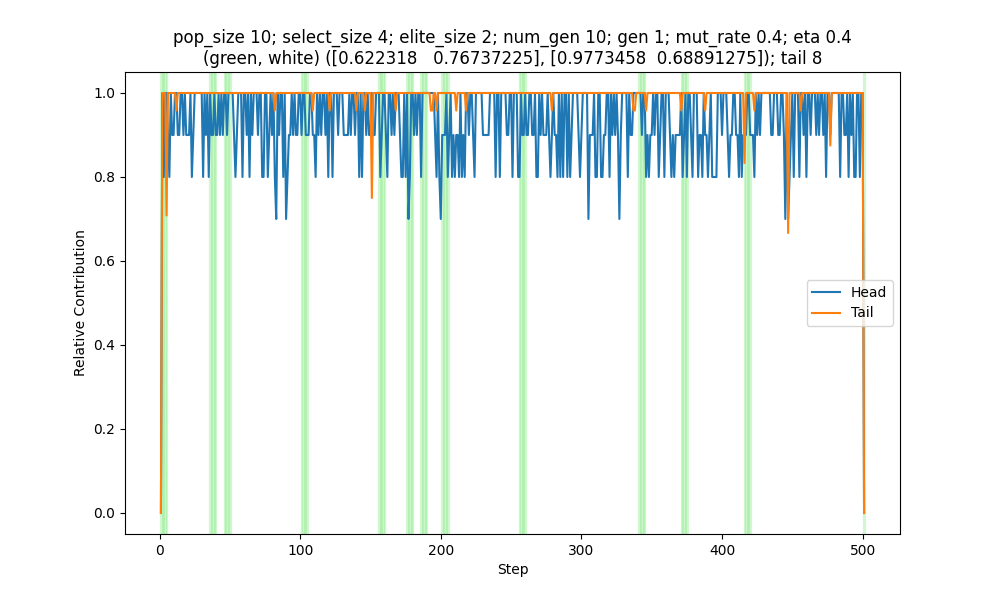 pop_size 10; select_size 4; elite_size 2; num_gen 10; gen 1; mut_rate 0.4; eta 0.4
(green, white) ([0.622318   0.76737225], [0.9773458  0.68891275]); tail 8
1.0
0.8
0.6
0.4
0.2
0.0
Relative Contribution
Head
Tail
0
100
200
300
400
500
Step